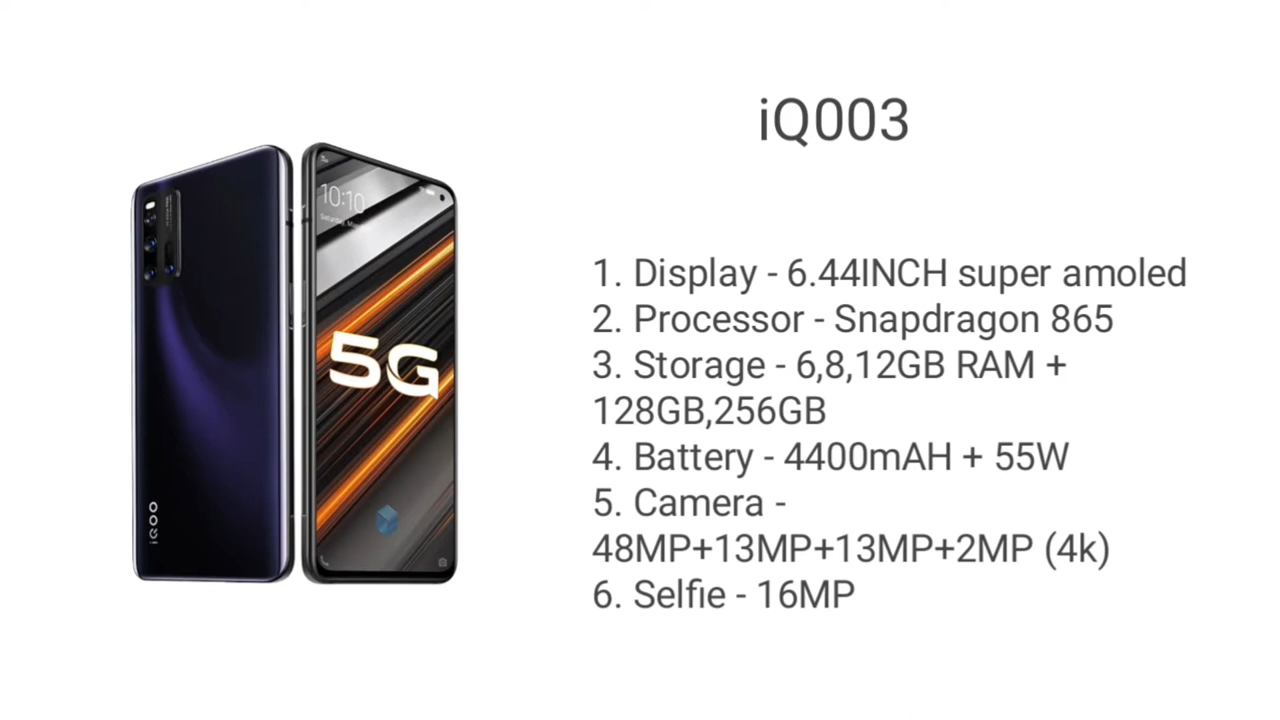 iQ003
10:10
5G
iQOO
1. Display - 6.44INCH super amoled
2. Processor - Snapdragon 865
3. Storage - 6,8,12GB RAM +
128GB,256GB
4. Battery - 4400mAH + 55W
5. Camera -
48MP+13MP+13MP+2MP (4k)
6. Selfie - 16MP